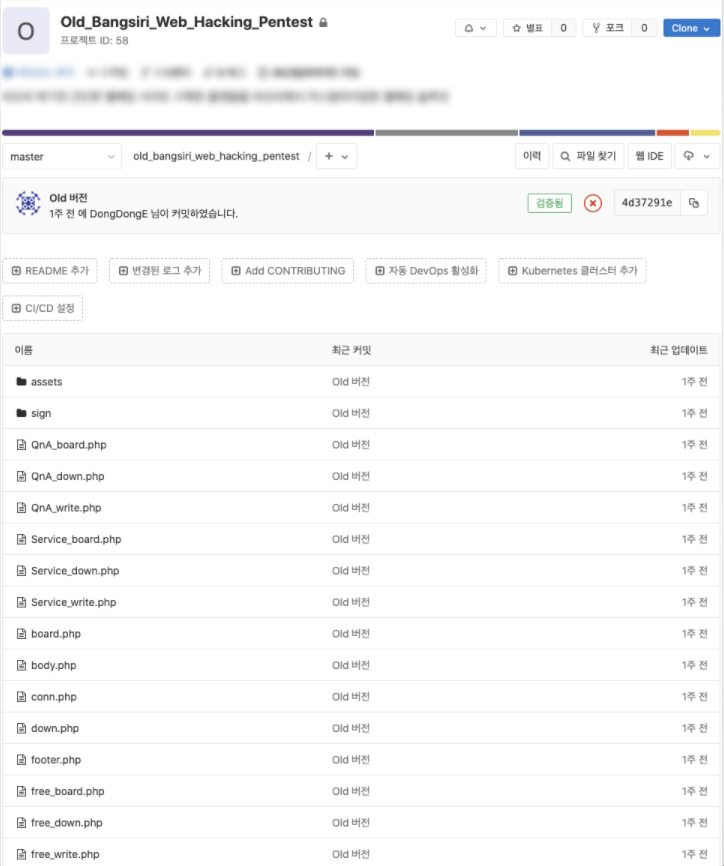 O
Old_Bangsiri_Web_Hacking_Pentest
프로젝트 ID: 58
별표 0
포크 0
Clone
master
old_bangsiri_web_hacking_pentest / +
이력
파일 찾기
웹 IDE
Old 버전
1주 전 에 DongDongE 님이 커밋하였습니다.
검증됨
4d37291e
README 추가
변경된 로그 추가
Add CONTRIBUTING
자동 DevOps 활성화
Kubernetes 클러스터 추가
CI/CD 설정
이름 최근 커밋 최근 업데이트
assets Old 버전 1주 전
sign Old 버전 1주 전
QnA_board.php Old 버전 1주 전
QnA_down.php Old 버전 1주 전
QnA_write.php Old 버전 1주 전
Service_board.php Old 버전 1주 전
Service_down.php Old 버전 1주 전
Service_write.php Old 버전 1주 전
board.php Old 버전 1주 전
body.php Old 버전 1주 전
conn.php Old 버전 1주 전
down.php Old 버전 1주 전
footer.php Old 버전 1주 전
free_board.php Old 버전 1주 전
free_down.php Old 버전 1주 전
free_write.php Old 버전 1주 전